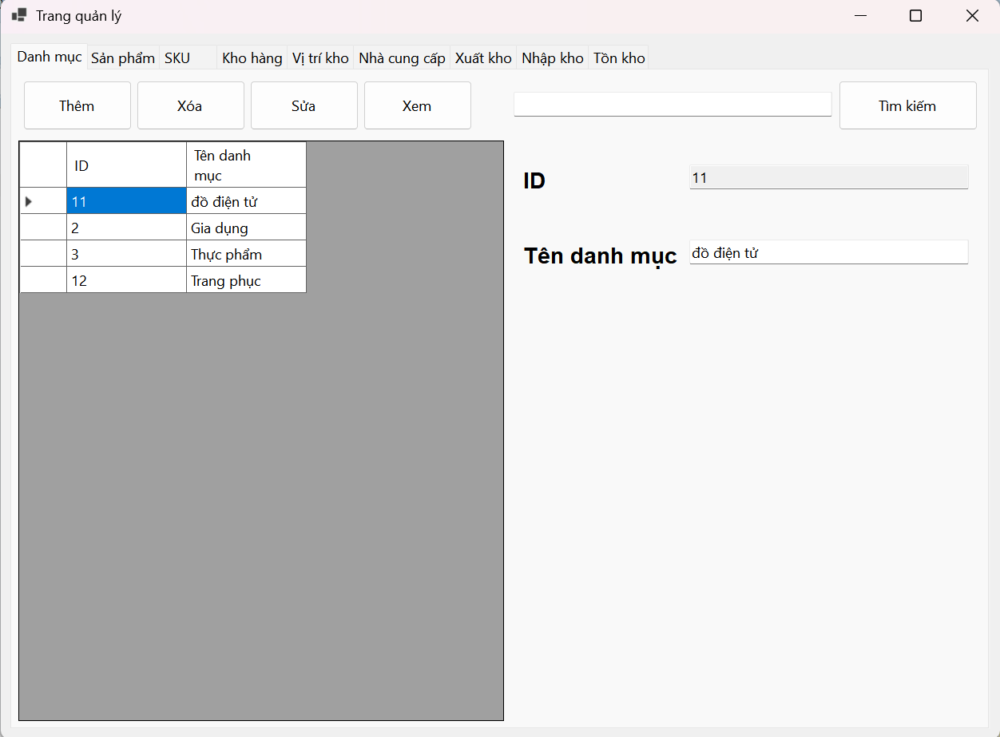 Trang quản lý
Danh mục Sản phẩm SKU Kho hàng Vị trí kho Nhà cung cấp Xuất kho Nhập kho Tồn kho
Thêm Xóa Sửa Xem Tìm kiếm
ID Tên danh mục
11 đồ điện tử
2 Gia dụng
3 Thực phẩm
12 Trang phục
ID 11
Tên danh mục đồ điện tử